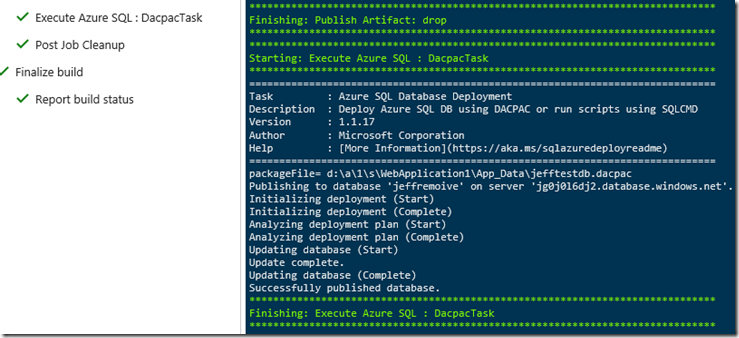 Execute Azure SQL : DacpacTask
Post Job Cleanup
Finalize build
Report build status
******************************************************************************
Finishing: Publish Artifact: drop
******************************************************************************
******************************************************************************
Starting: Execute Azure SQL : DacpacTask
******************************************************************************
==============================================================================
Task : Azure SQL Database Deployment
Description : Deploy Azure SQL DB using DACPAC or run scripts using SQLCMD
Version : 1.1.17
Author : Microsoft Corporation
Help : [More Information](https://aka.ms/sqlazuredeployreadme)
==============================================================================
packageFile= d:\a\1\s\WebApplication1\App_Data\jefftestdb.dacpac
Publishing to database 'jeffremoive' on server 'jg0j0l6dj2.database.windows.net'.
Initializing deployment (Start)
Initializing deployment (Complete)
Analyzing deployment plan (Start)
Analyzing deployment plan (Complete)
Updating database (Start)
Update complete.
Updating database (Complete)
Successfully published database.
******************************************************************************
Finishing: Execute Azure SQL : DacpacTask
******************************************************************************